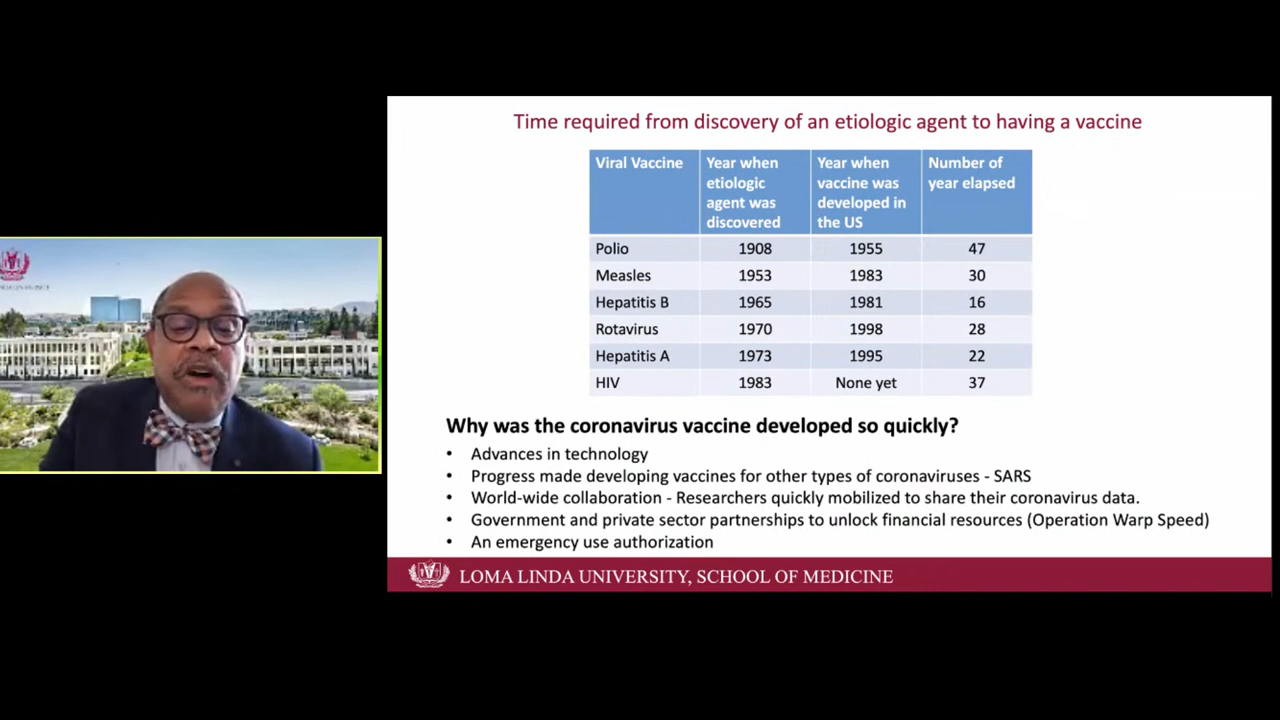 Time required from discovery of an etiologic agent to having a vaccine
Viral Vaccine
Year when etiologic agent was discovered
Year when vaccine was developed in the US
Number of year elapsed
Polio 1908 1955 47
Measles 1953 1983 30
Hepatitis B 1965 1981 16
Rotavirus 1970 1998 28
Hepatitis A 1973 1995 22
HIV 1983 None yet 37
Why was the coronavirus vaccine developed so quickly?
• Advances in technology
• Progress made developing vaccines for other types of coronaviruses - SARS
• World-wide collaboration - Researchers quickly mobilized to share their coronavirus data.
• Government and private sector partnerships to unlock financial resources (Operation Warp Speed)
• An emergency use authorization
LOMA LINDA UNIVERSITY, SCHOOL OF MEDICINE